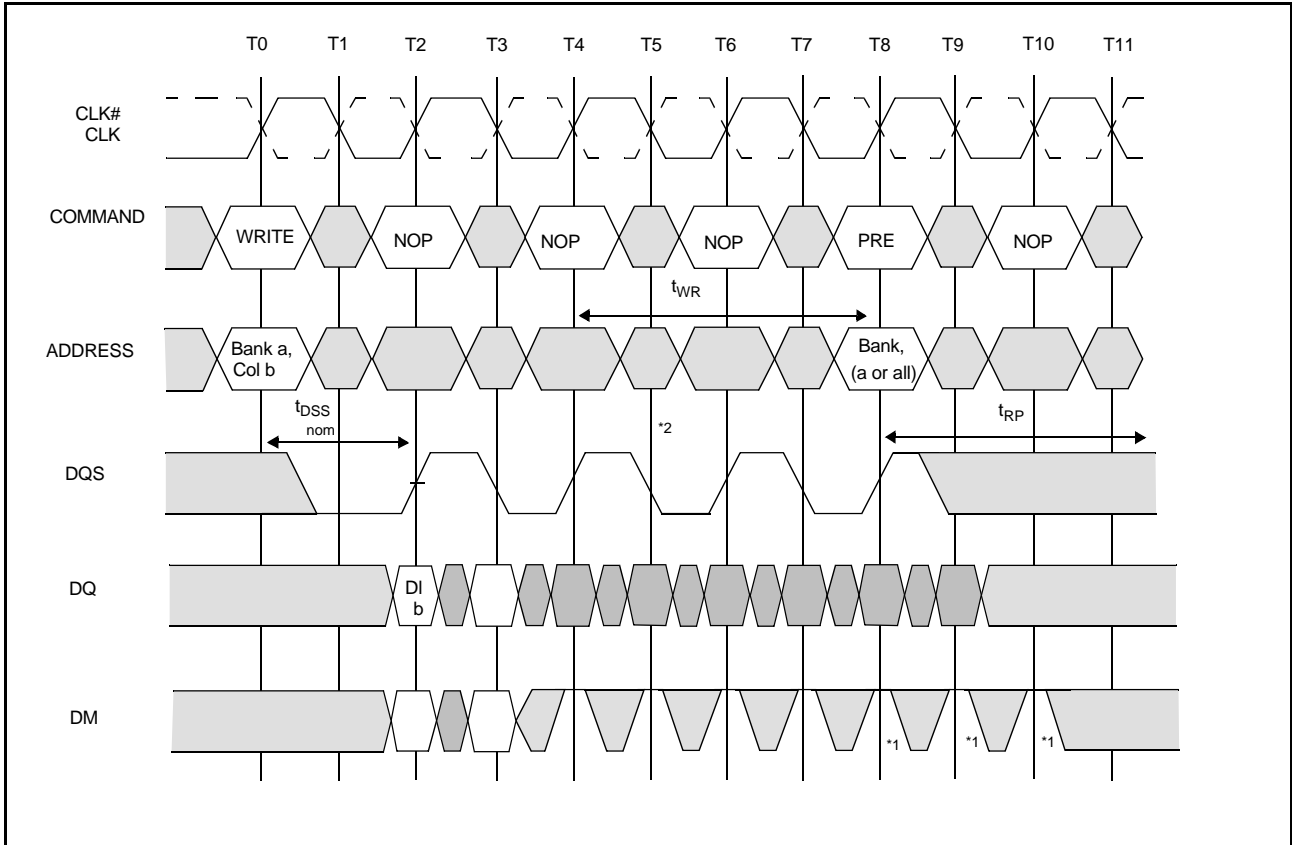 T0 T1 T2 T3 T4 T5 T6 T7 T8 T9 T10 T11
CLK#
CLK
COMMAND
WRITE NOP NOP NOP PRE NOP
tWR
ADDRESS
Bank a,
Col b
Bank,
(a or all)
tDSS
nom
*2
tRP
DQS
DQ
DI
b
DM
*1 *1 *1